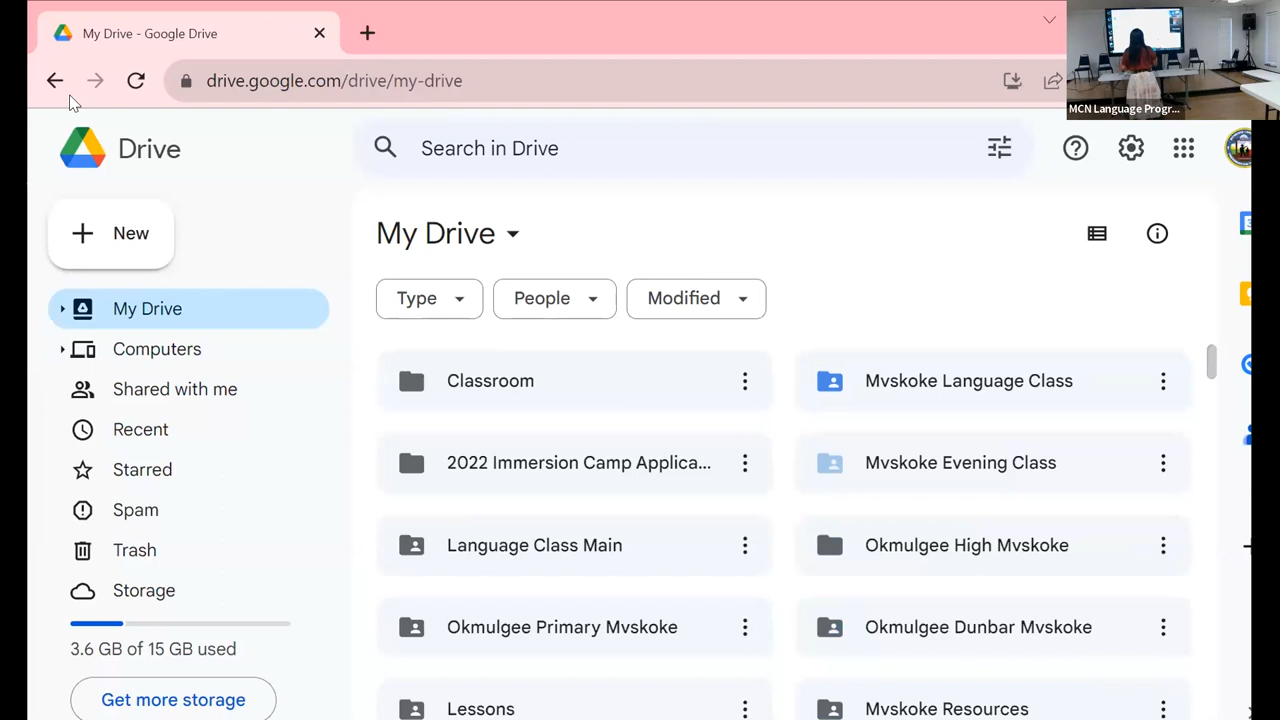 My Drive - Google Drive
drive.google.com/drive/my-drive
MCN Language Progr...
Drive
Search in Drive
New
My Drive
Type
People
Modified
My Drive
Computers
Shared with me
Recent
Starred
Spam
Trash
Storage
3.6 GB of 15 GB used
Get more storage
Classroom
Mvskoke Language Class
2022 Immersion Camp Applica...
Mvskoke Evening Class
Language Class Main
Okmulgee High Mvskoke
Okmulgee Primary Mvskoke
Okmulgee Dunbar Mvskoke
Lessons
Mvskoke Resources